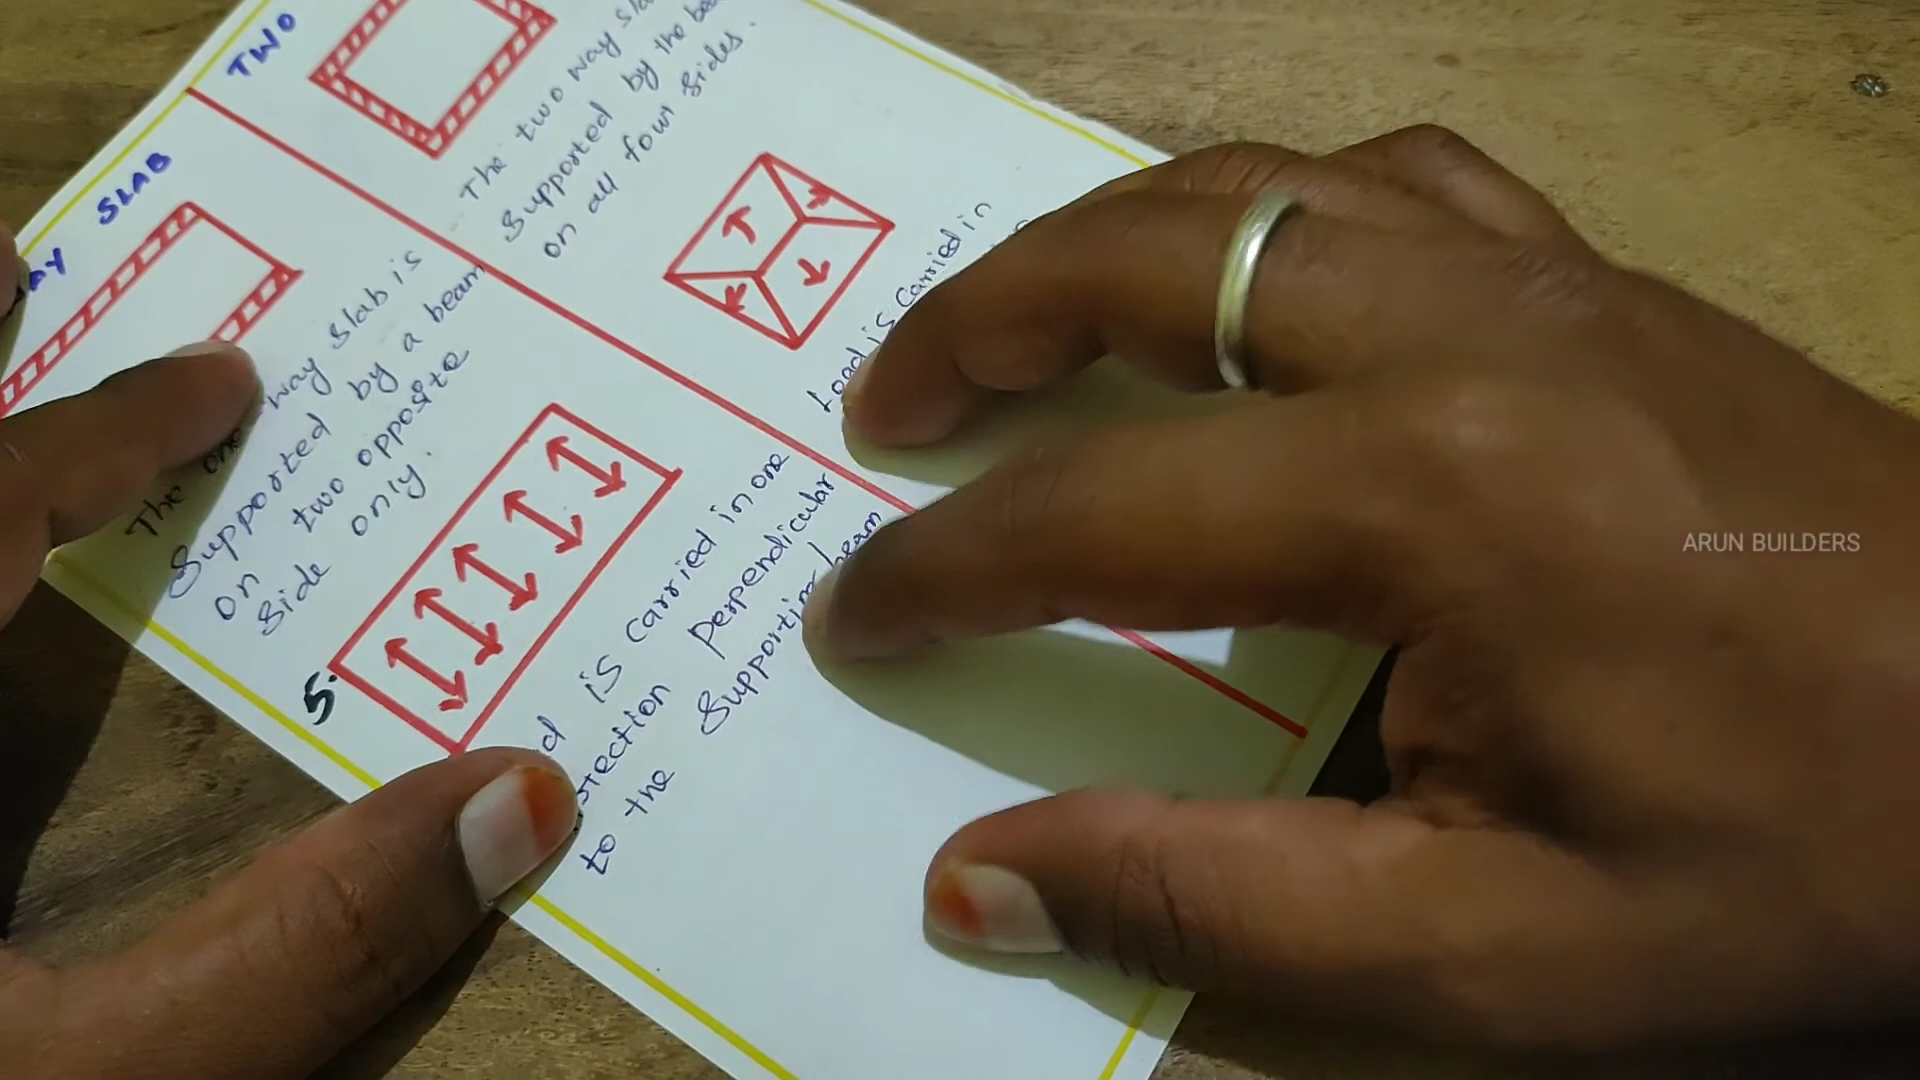 SLAB
The one way slab is
Supported by a beam
on two opposite
side only.
5.
is carried in one
Perpendicular
to the Supporting beam
TWO
The two way
Supported by the
on all four sides.
Load is carried in
ARUN BUILDERS